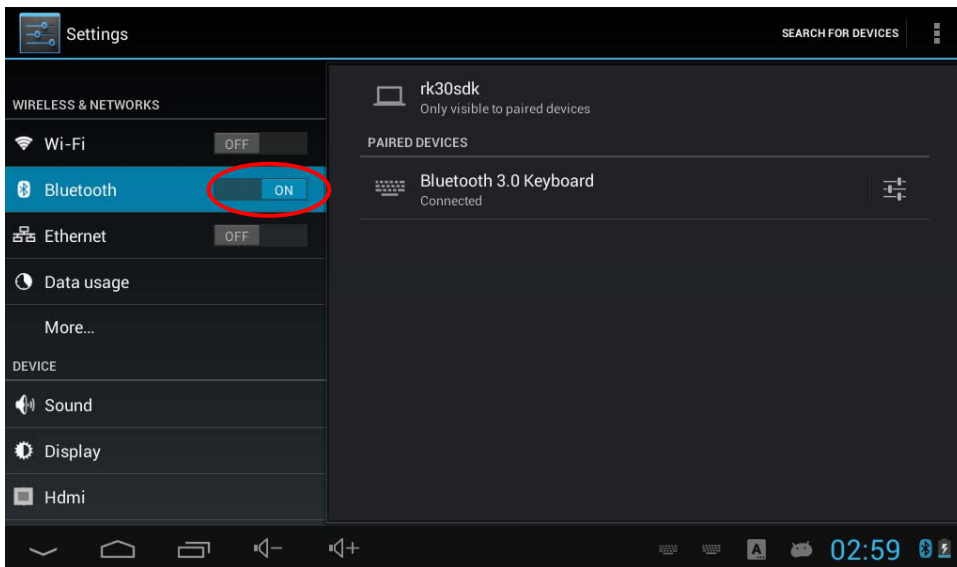 Settings
SEARCH FOR DEVICES
WIRELESS & NETWORKS
Wi-Fi OFF
Bluetooth ON
Ethernet OFF
Data usage
More...
DEVICE
Sound
Display
Hdmi
rk30sdk
Only visible to paired devices
PAIRED DEVICES
Bluetooth 3.0 Keyboard
Connected
A
02:59